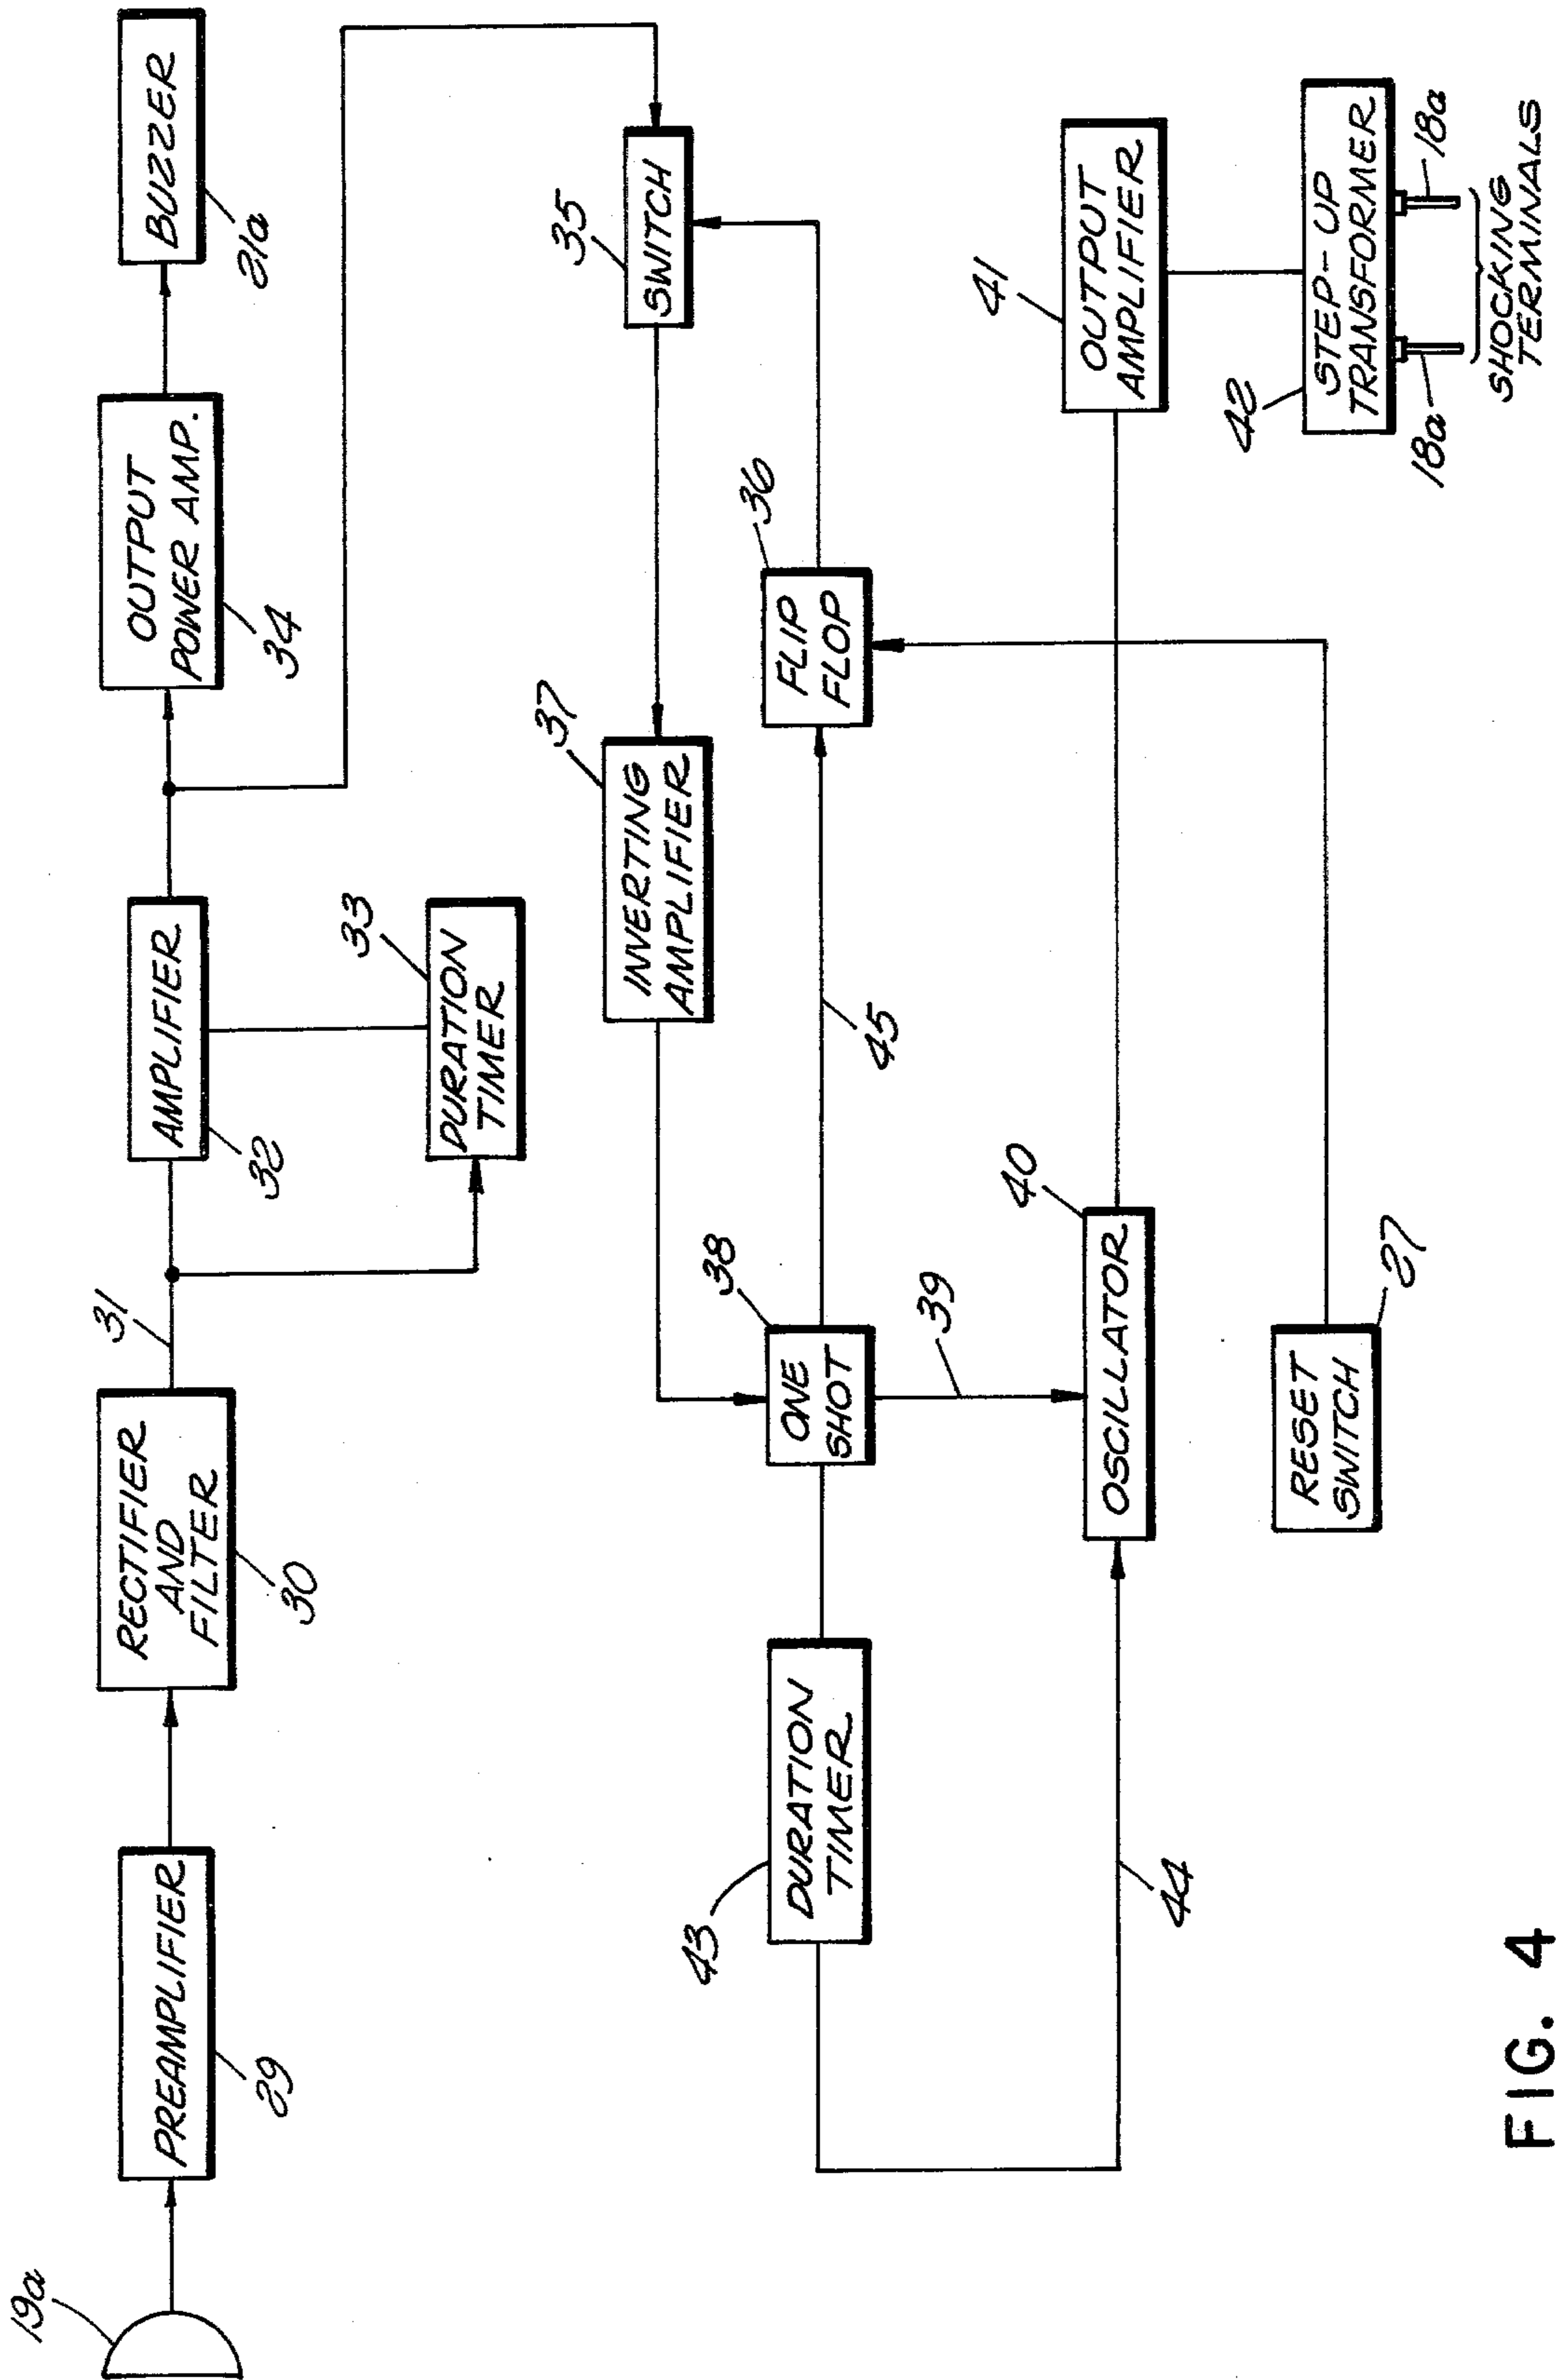 19a
PREAMPLIFIER
29
RECTIFIER
AND
FILTER
30
31
AMPLIFIER
32
DURATION
TIMER
33
OUTPUT
POWER AMP.
34
BUZZER
21a
35
SWITCH
37
INVERTING
AMPLIFIER
36
FLIP
FLOP
38
ONE
SHOT
45
43
DURATION
TIMER
39
40
OSCILLATOR
44
41
OUTPUT
AMPLIFIER
42
STEP-UP
TRANSFORMER
18a
18a
SHOCKING
TERMINALS
RESET
SWITCH
27
FIG. 4